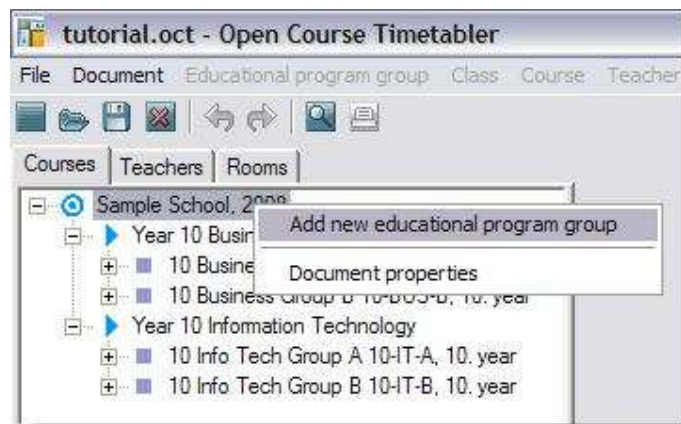 tutorial.oct - Open Course Timetabler
File Document Educational program group Class Course Teacher
Courses Teachers Rooms
Sample School, 2008
Add new educational program group
Year 10 Busin
10 Busine
Document properties
10 Business Group B 10-BUS-B, 10. year
Year 10 Information Technology
10 Info Tech Group A 10-IT-A, 10. year
10 Info Tech Group B 10-IT-B, 10. year